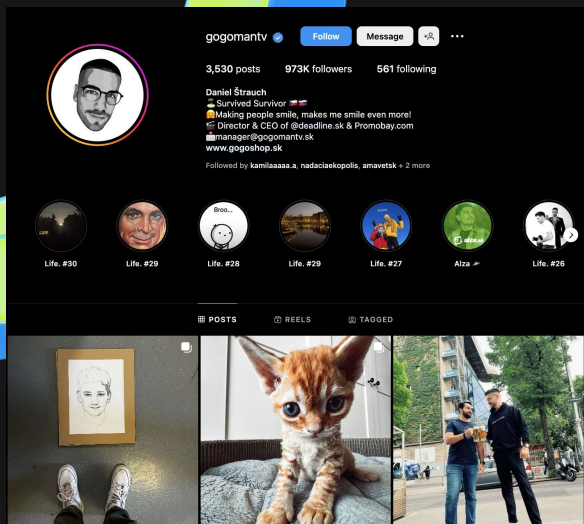 gogomantv
Follow
Message
3,530 posts
973K followers
561 following
Daniel Štrauch
🏝️Survived Survivor 🇨🇿🇸🇰
🤗Making people smile, makes me smile even more!
🎬 Director & CEO of @deadline.sk & Promobay.com
📩manager@gogomantv.sk
www.gogoshop.sk
Followed by kamilaaaaa.a, nadaciaekopolis, amavetsk + 2 more
Broo...
alza.sk
Life. #30
Life. #29
Life. #28
Life. #29
Life. #27
Alza
Life. #26
POSTS
REELS
TAGGED